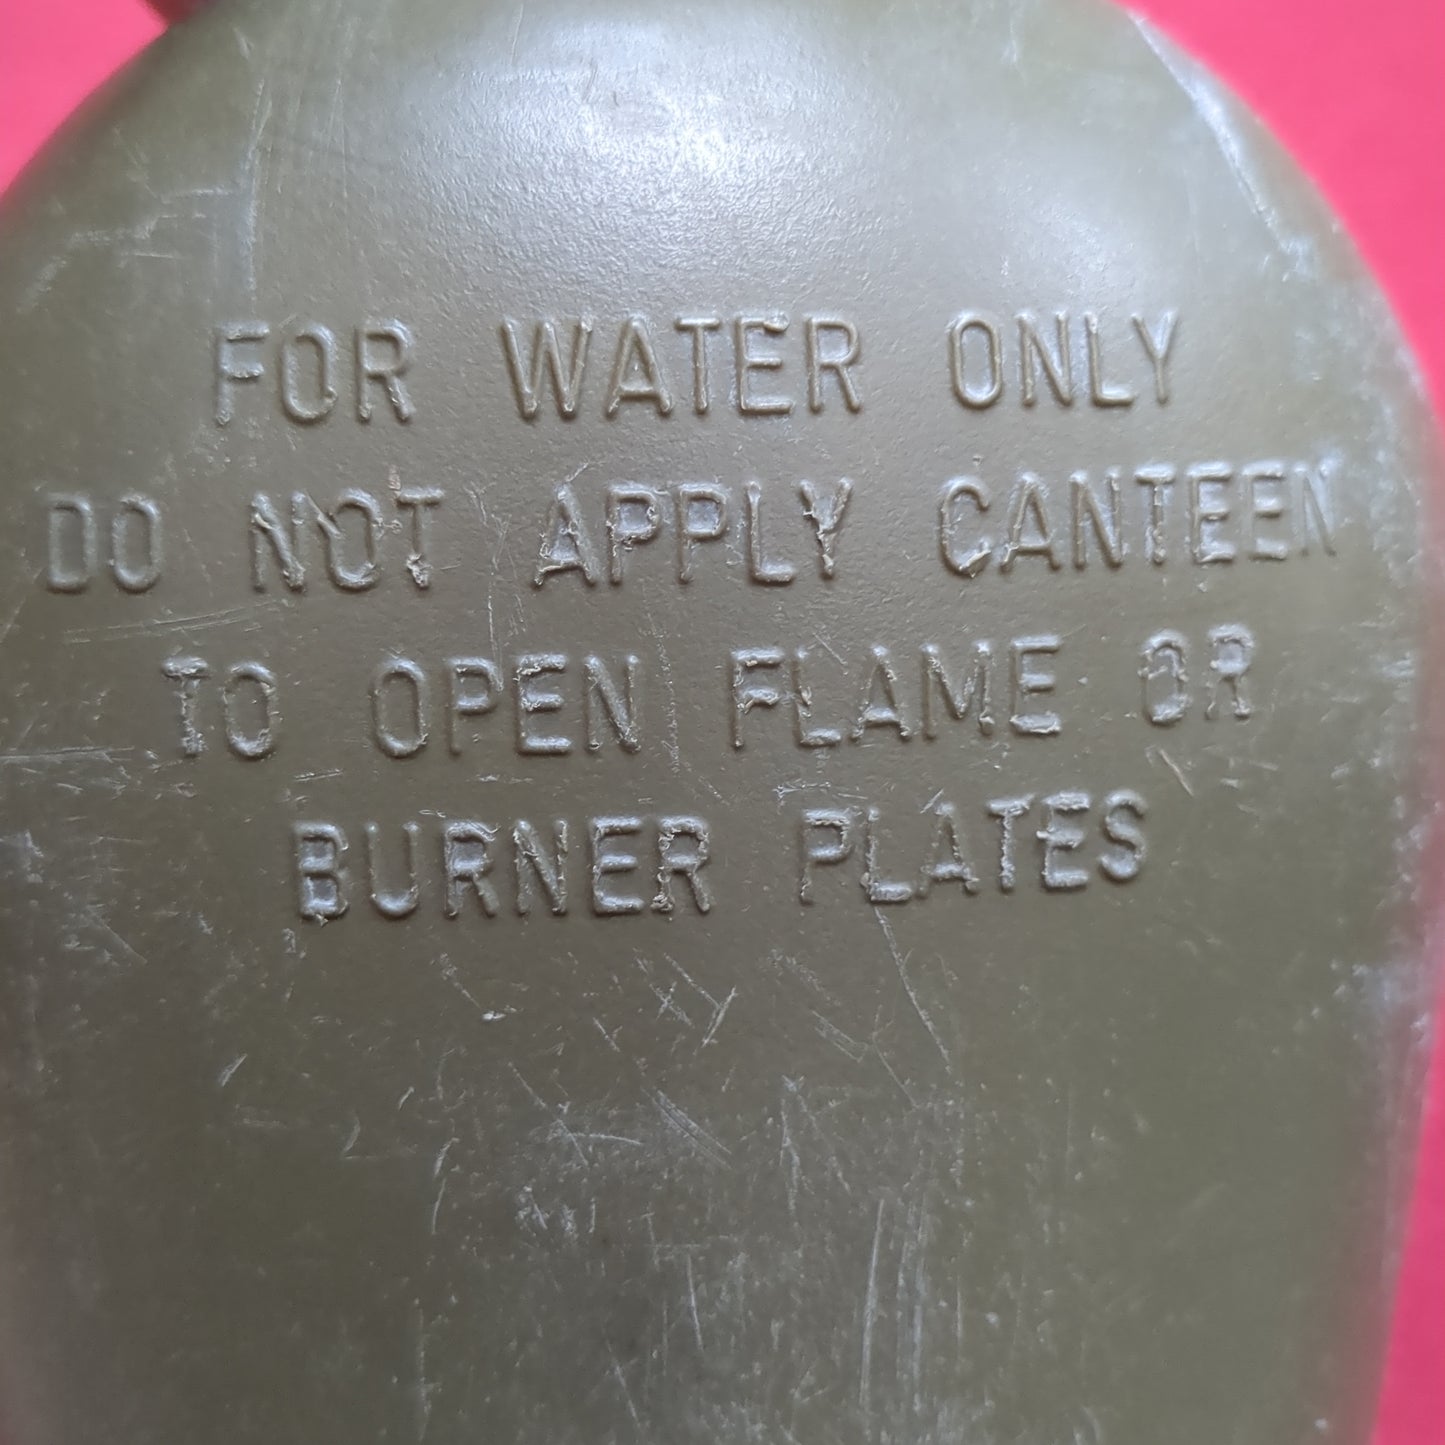 FOR WATER ONLY
DO NOT APPLY CANTEEN
TO OPEN FLAME OR
BURNER PLATES